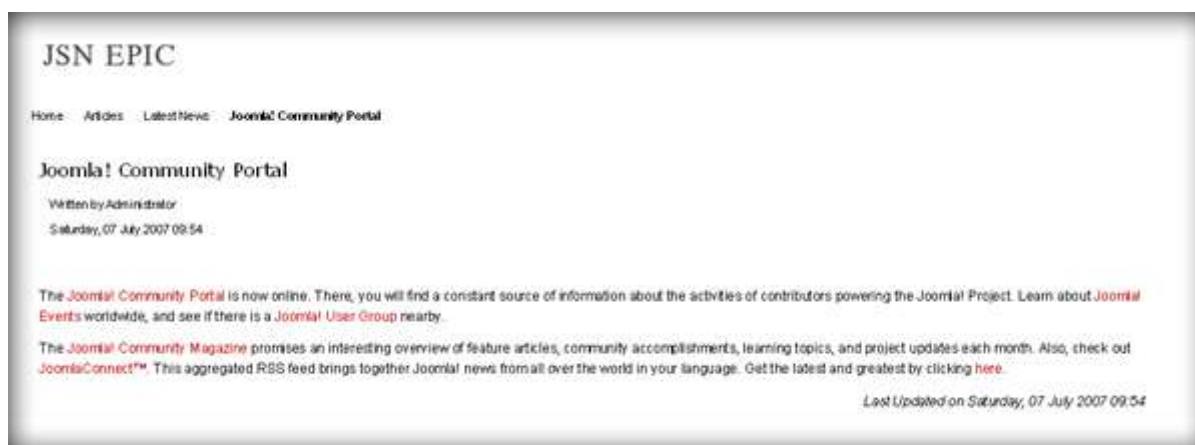 JSN EPIC
Home Articles Latest News Joomla! Community Portal
Joomla! Community Portal
Written by Administrator
Saturday, 07 July 2007 09:54
The Joomla! Community Portal is now online. There, you will find a constant source of information about the activities of contributors powering the Joomla! Project. Learn about Joomla!
Events worldwide, and see if there is a Joomla! User Group nearby.
The Joomla! Community Magazine promises an interesting overview of feature articles, community accomplishments, learning topics, and project updates each month. Also, check out
JoomlaConnect™. This aggregated RSS feed brings together Joomla! news from all over the world in your language. Get the latest and greatest by clicking here.
Last Updated on Saturday, 07 July 2007 09:54